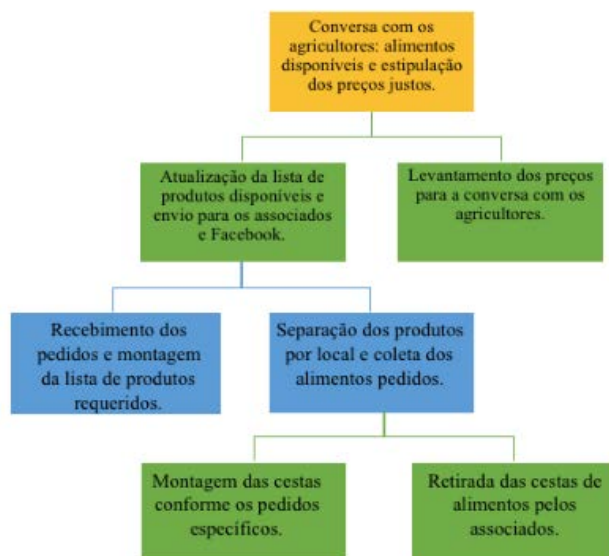 Conversa com os
agricultores: alimentos
disponíveis e estipulação
dos preços justos.
Atualização da lista de
produtos disponíveis e
envio para os associados
e Facebook.
Levantamento dos preços
para a conversa com os
agricultores.
Recebimento dos
pedidos e montagem
da lista de produtos
requeridos.
Separação dos produtos
por local e coleta dos
alimentos pedidos.
Montagem das cestas
conforme os pedidos
específicos.
Retirada das cestas de
alimentos pelos
associados.